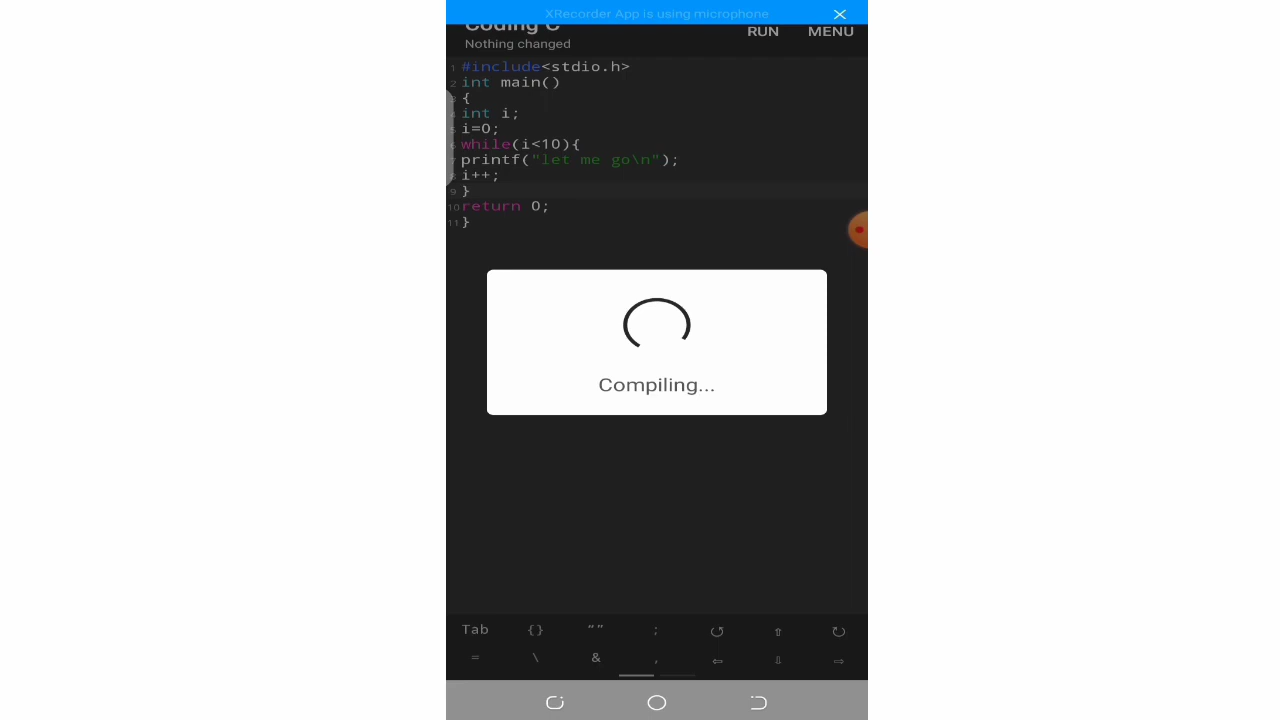 XRecorder App is using microphone
Coding C
RUN MENU
Nothing changed
1 #include<stdio.h>
2 int main()
3 {
4 int i;
5 i=0;
6 while(i<10){
7 printf("let me go\n");
8 i++;
9 }
10 return 0;
11 }
Compiling...
Tab {} “” ; ↺ ⇧ ↻
= \ & , ⇦ ⇩ ⇨